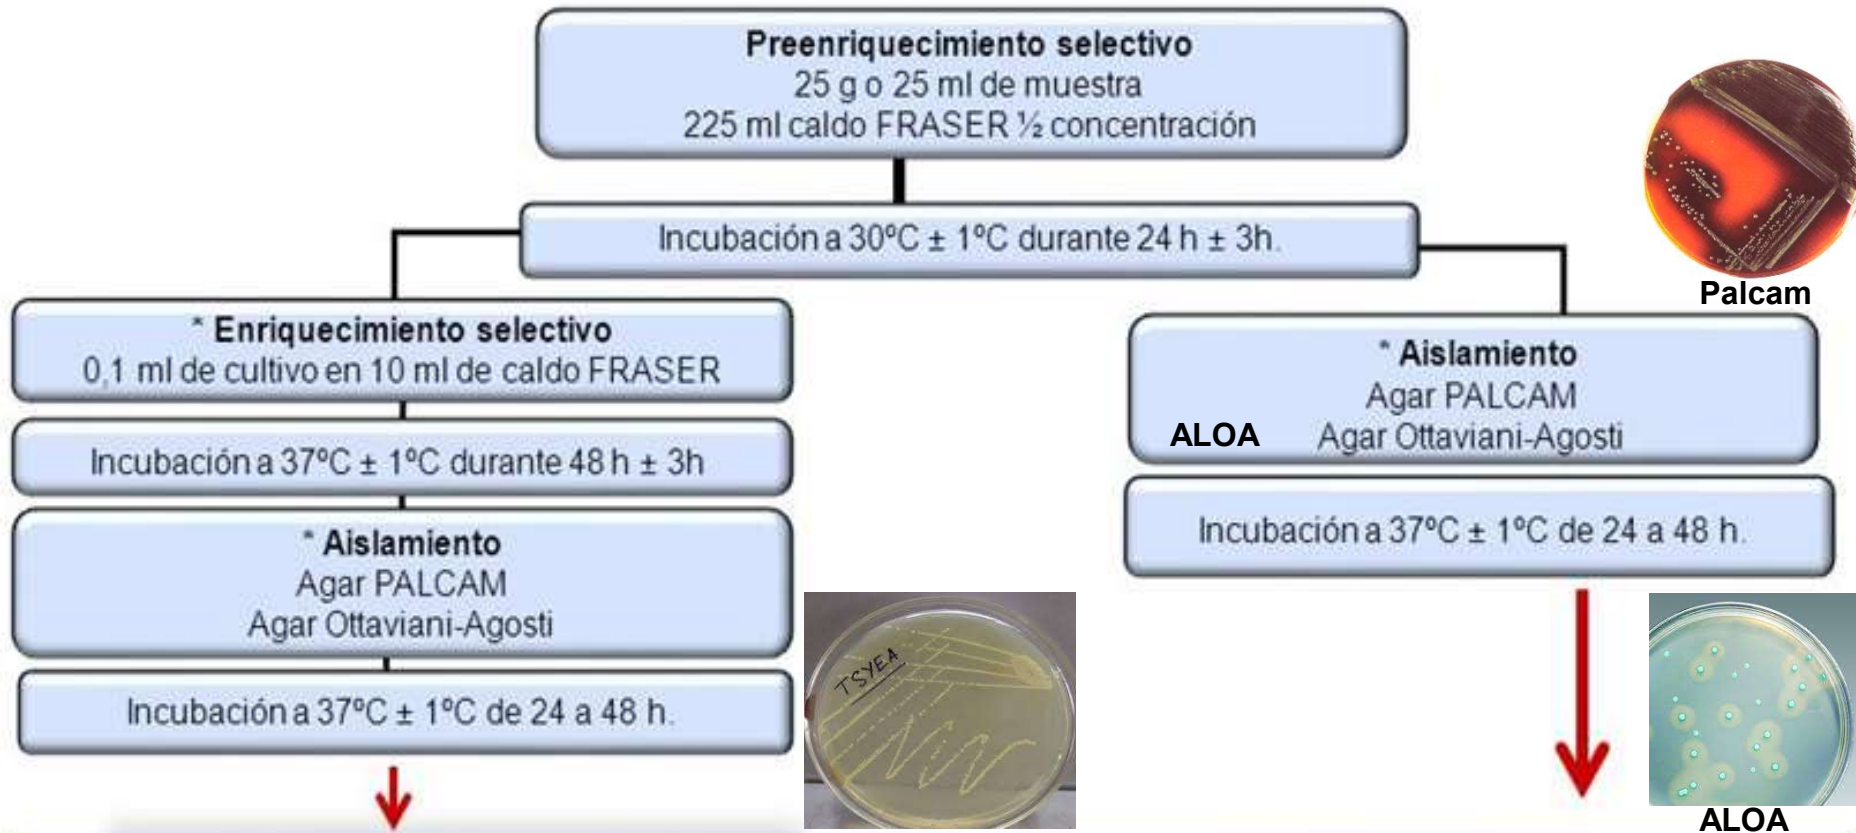 Preenriquecimiento selectivo
25 g o 25 ml de muestra
225 ml caldo FRASER ½ concentración
Incubación a 30ºC ± 1ºC durante 24 h ± 3h.
Palcam
* Enriquecimiento selectivo
0,1 ml de cultivo en 10 ml de caldo FRASER
Incubación a 37ºC ± 1ºC durante 48 h ± 3h
* Aislamiento
Agar PALCAM
Agar Ottaviani-Agosti
Incubación a 37ºC ± 1ºC de 24 a 48 h.
* Aislamiento
Agar PALCAM
ALOA Agar Ottaviani-Agosti
Incubación a 37ºC ± 1ºC de 24 a 48 h.
TSYEA
ALOA